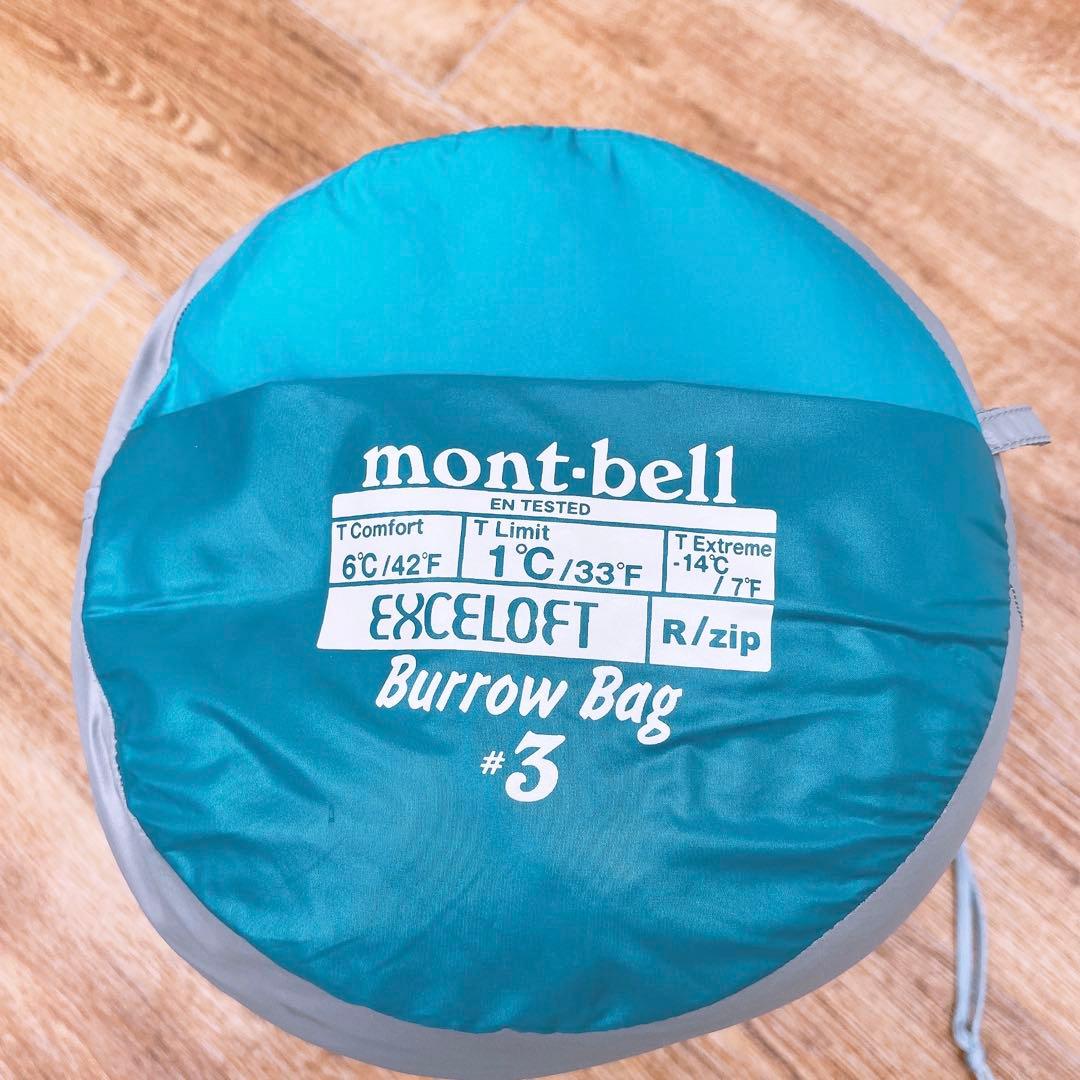 mont-bell
EN TESTED
T Comfort
6℃/42°F
T Limit
1℃/33°F
T Extreme
-14℃
/ 7°F
EXCELOFT
R/zip
Burrow Bag
#3